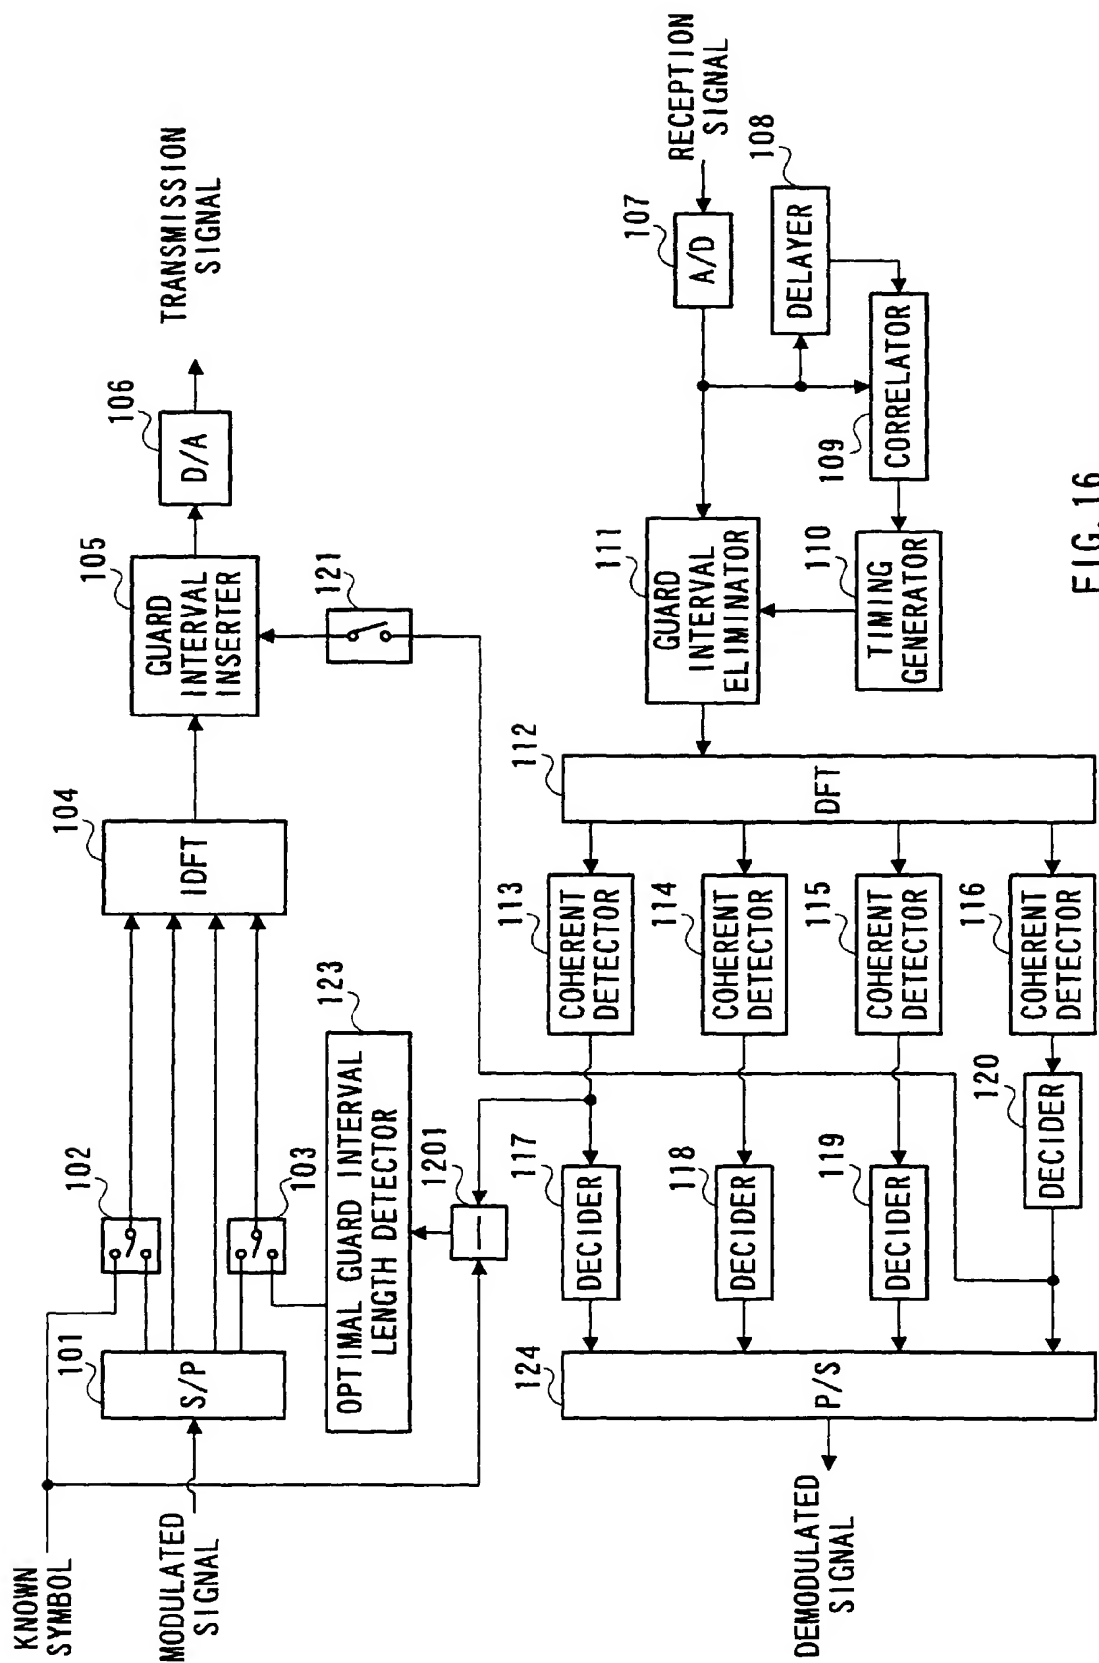 KNOWN
SYMBOL
MODULATED
SIGNAL
101
S/P
102
103
104
IDFT
105
GUARD
INTERVAL
INSERTER
106
D/A
TRANSMISSION
SIGNAL
121
123
OPTIMAL GUARD INTERVAL
LENGTH DETECTOR
1201
RECEPTION
SIGNAL
107
A/D
108
DELAYER
109
CORRELATOR
110
TIMING
GENERATOR
111
GUARD
INTERVAL
ELIMINATOR
112
DFT
113
COHERENT
DETECTOR
114
COHERENT
DETECTOR
115
COHERENT
DETECTOR
116
COHERENT
DETECTOR
117
DECIDER
118
DECIDER
119
DECIDER
120
DECIDER
124
P/S
DEMODULATED
SIGNAL
FIG. 16